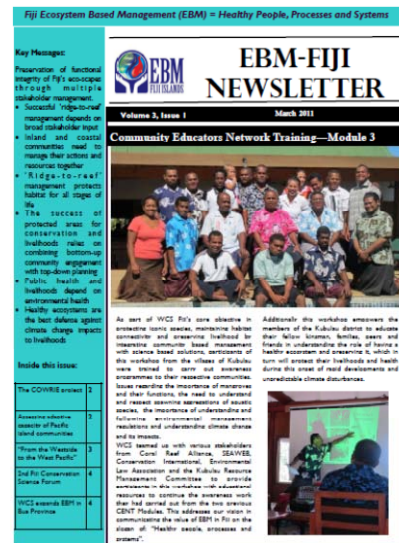 Fiji Ecosystem Based Management (EBM) = Healthy People, Processes and Systems
Key Messages:
Preservation of functional
integrity of Fiji's eco-scapes
through multiple
stakeholder management.
• Successful 'ridge-to-reef'
management depends on
broad stakeholder input
• Inland and coastal
communities need to
manage their actions and
resources together
• "Ridge-to-reef"
management protects
habitat for all stages of
life
• The success of
protected areas for
conservation and
livelihoods relies on
combining bottom-up
community engagement
with top-down planning
• Public health and
livelihoods depend on
environmental health
• Healthy ecosystems are
the best defense against
climate change impacts
to livelihoods
Inside this issue:
The COWRIE project 2
Assessing adaptive 2
capacity of Pacific
island communities
"From the Westside 3
to the West Pacific"
2nd Fiji Conservation 4
Science Forum
WCS expands EBM in 4
Bua Province
EBM
FIJI ISLANDS
EBM-FIJI
NEWSLETTER
Volume 3, Issue 1 March 2011
Community Educators Network Training—Module 3
As part of WCS Fiji's core objective in
protecting iconic species, maintaining habitat
connectivity and preserving livelihood by
integrating community based management
with science based solutions, participants of
this workshop from the villages of Kubulau
were trained to carry out awareness
programmes to their respective communities.
Issues regarding the importance of mangroves
and their functions, the need to understand
and respect spawning aggregations of aquatic
species, the importance of understanding and
following environmental management
regulations and understanding climate change
and its impacts.
WCS teamed up with various stakeholders
from Coral Reef Alliance, SEAWEB,
Conservation International, Environmental
Law Association and the Kubulau Resource
Management Committee to provide
participants in this workshop with educational
resources to continue the awareness work
that had carried out from the two previous
CENT Modules. This addresses our vision in
communicating the value of EBM in Fiji on the
slogan of: "Healthy people, processes and
systems".
Additionally this workshop empowers the
members of the Kubulau district to educate
their fellow kinsman, families, peers and
friends in understanding the role of having a
healthy ecosystem and preserving it, which in
turn will protect their livelihoods and health
during this onset of rapid developments and
unpredictable climate disturbances.